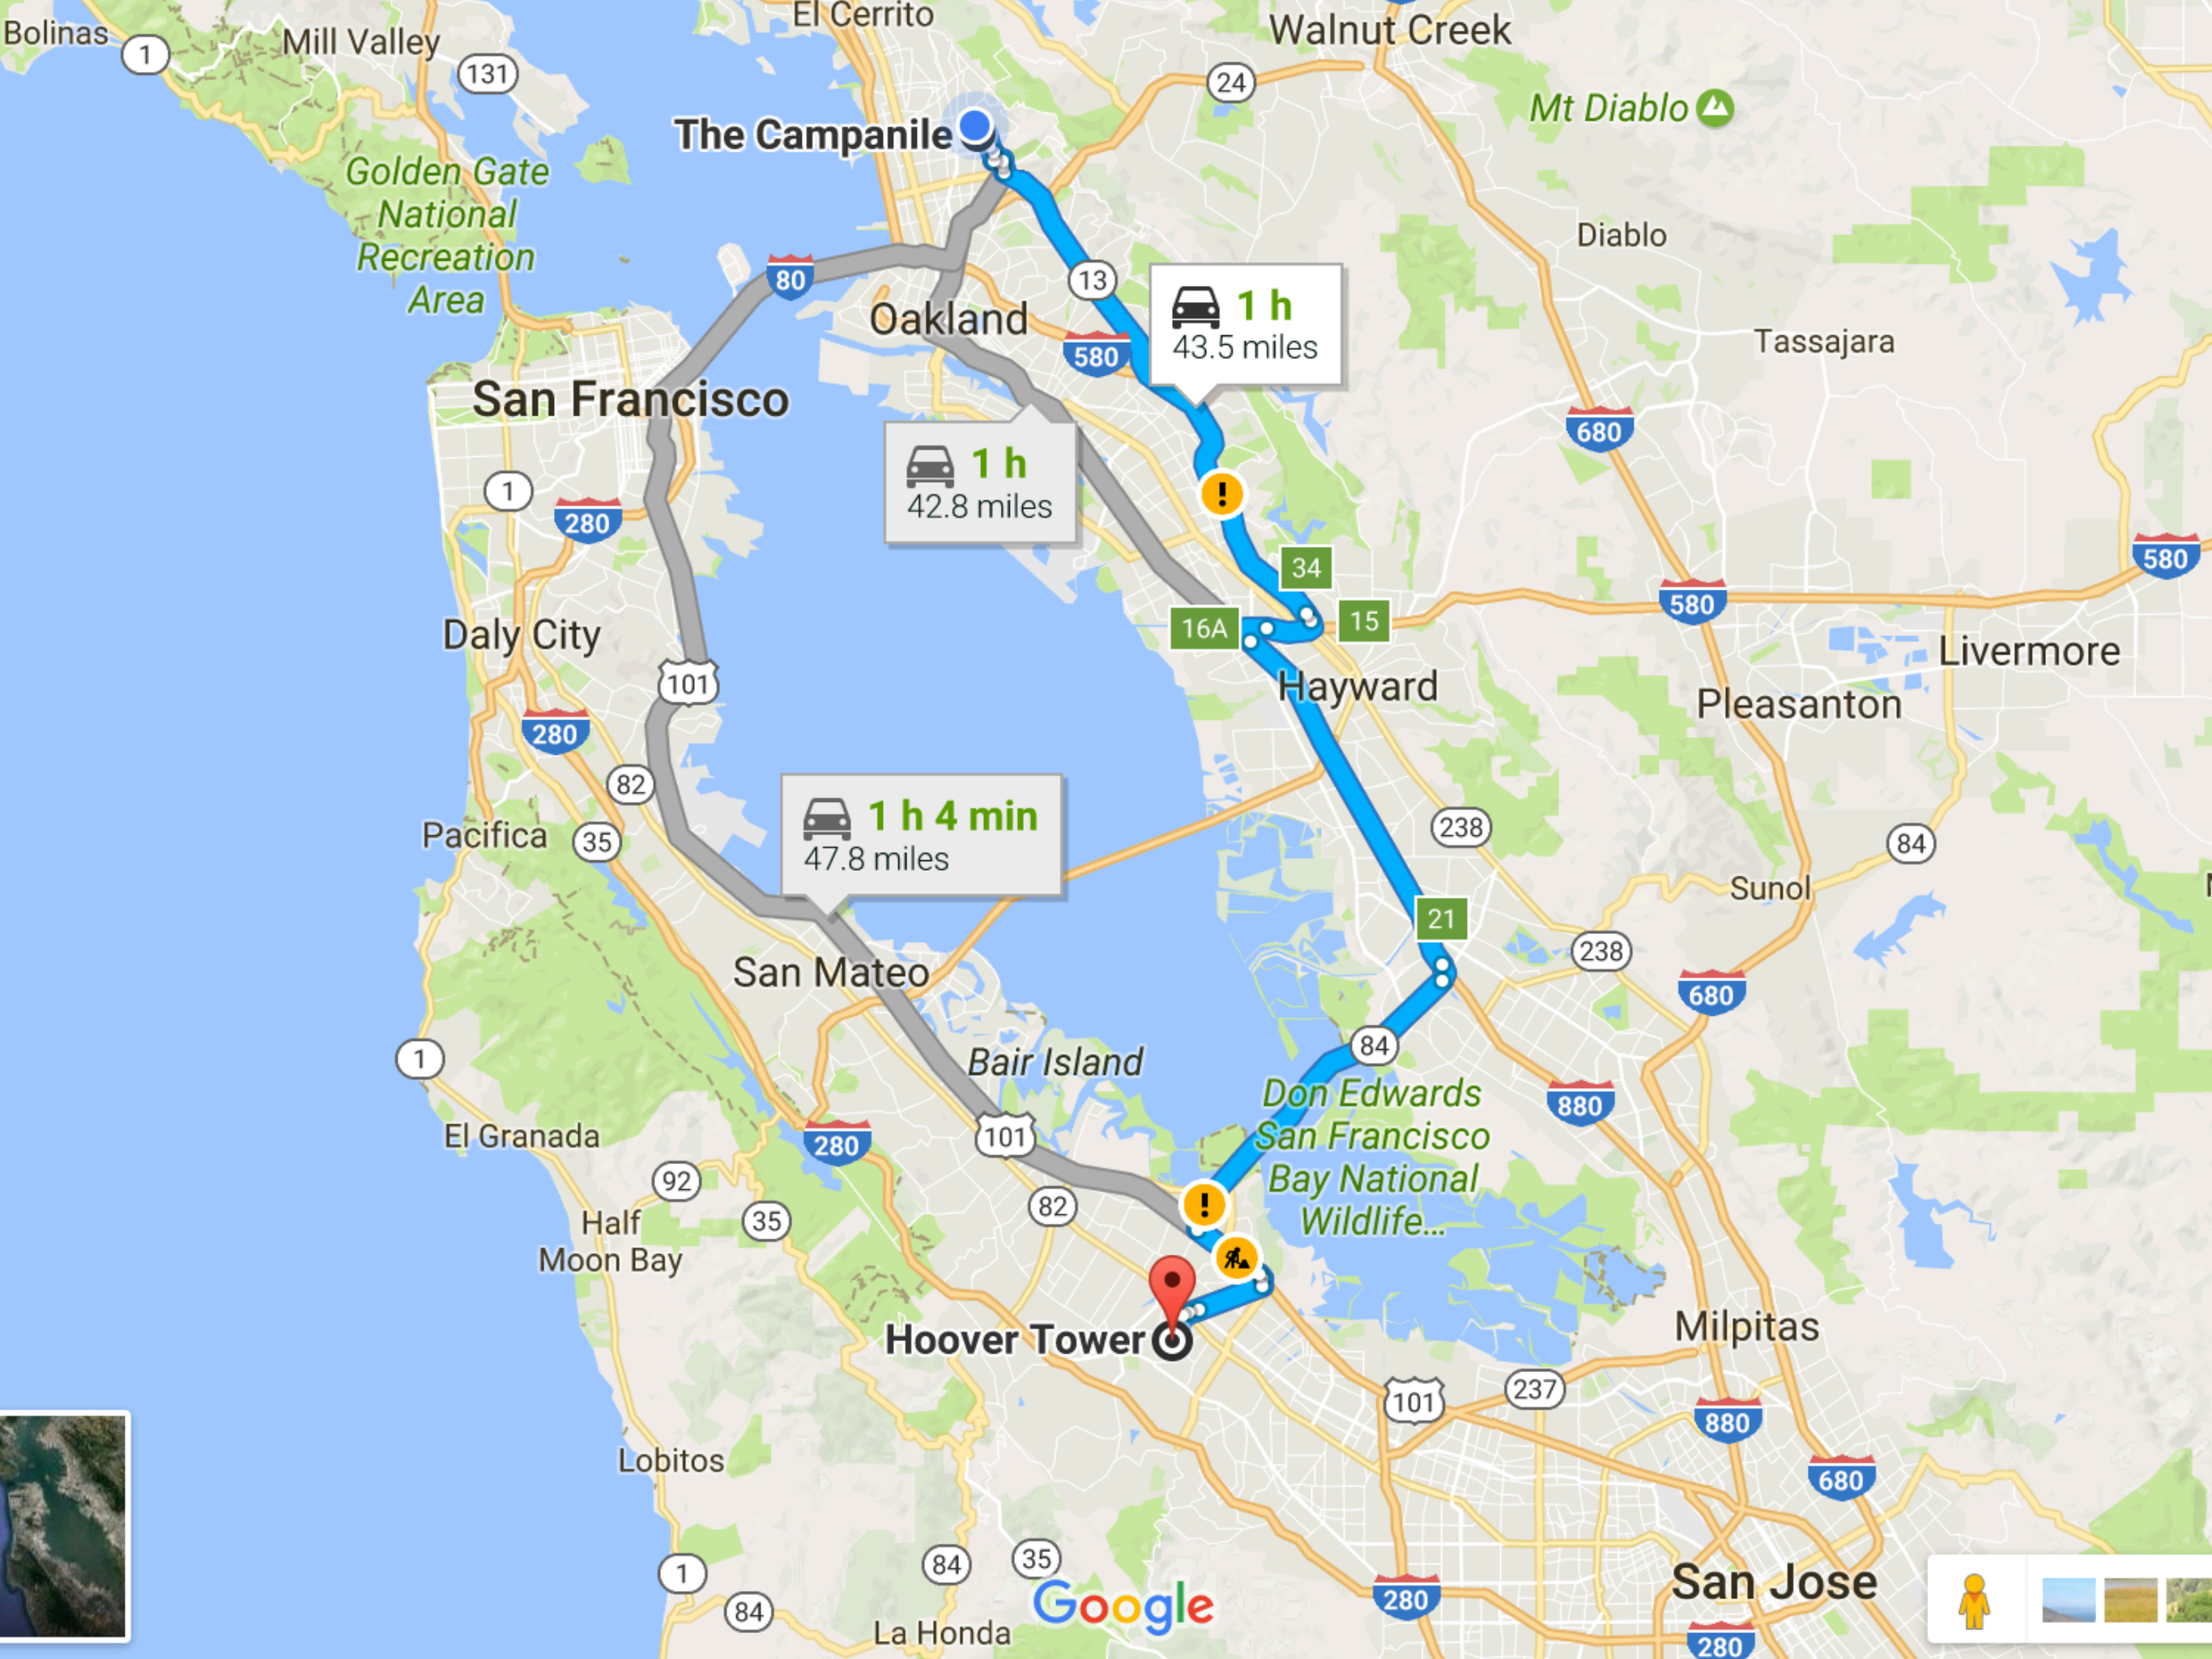 Bolinas
1
Mill Valley
131
El Cerrito
Walnut Creek
24
Mt Diablo
The Campanile
Golden Gate
National
Recreation
Area
Diablo
80
13
Oakland
580
1 h
43.5 miles
Tassajara
San Francisco
680
1 h
42.8 miles
1
280
!
34
580
580
15
16A
Daly City
Livermore
101
Hayward
Pleasanton
280
82
1 h 4 min
47.8 miles
Pacifica
35
238
84
Sunol
21
San Mateo
238
680
1
Bair Island
84
Don Edwards
San Francisco
Bay National
Wildlife...
880
El Granada
280
101
92
82
!
Half
Moon Bay
35
Hoover Tower
Milpitas
101
237
880
Lobitos
680
1
84
84
35
Google
La Honda
280
San Jose
280